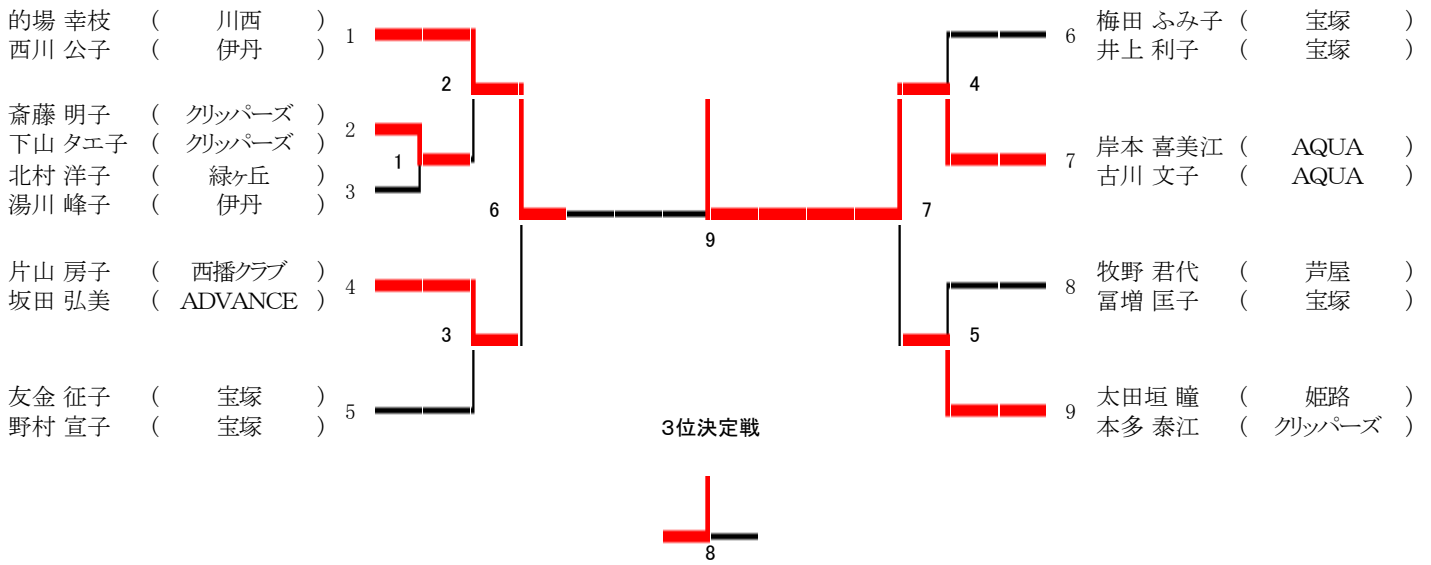 的場 幸枝 ( 川西 ) 1
西川 公子 ( 伊丹 )
2
斎藤 明子 ( クリッパーズ ) 2
下山 タエ子 ( クリッパーズ )
1
北村 洋子 ( 緑ヶ丘 ) 3
湯川 峰子 ( 伊丹 )
6
片山 房子 ( 西播クラブ ) 4
坂田 弘美 ( ADVANCE )
3
友金 征子 ( 宝塚 ) 5
野村 宣子 ( 宝塚 )
9
3位決定戦
8
6 梅田 ふみ子 ( 宝塚 )
井上 利子 ( 宝塚 )
4
7 岸本 喜美江 ( AQUA )
古川 文子 ( AQUA )
7
8 牧野 君代 ( 芦屋 )
冨増 匡子 ( 宝塚 )
5
9 太田垣 瞳 ( 姫路 )
本多 泰江 ( クリッパーズ )